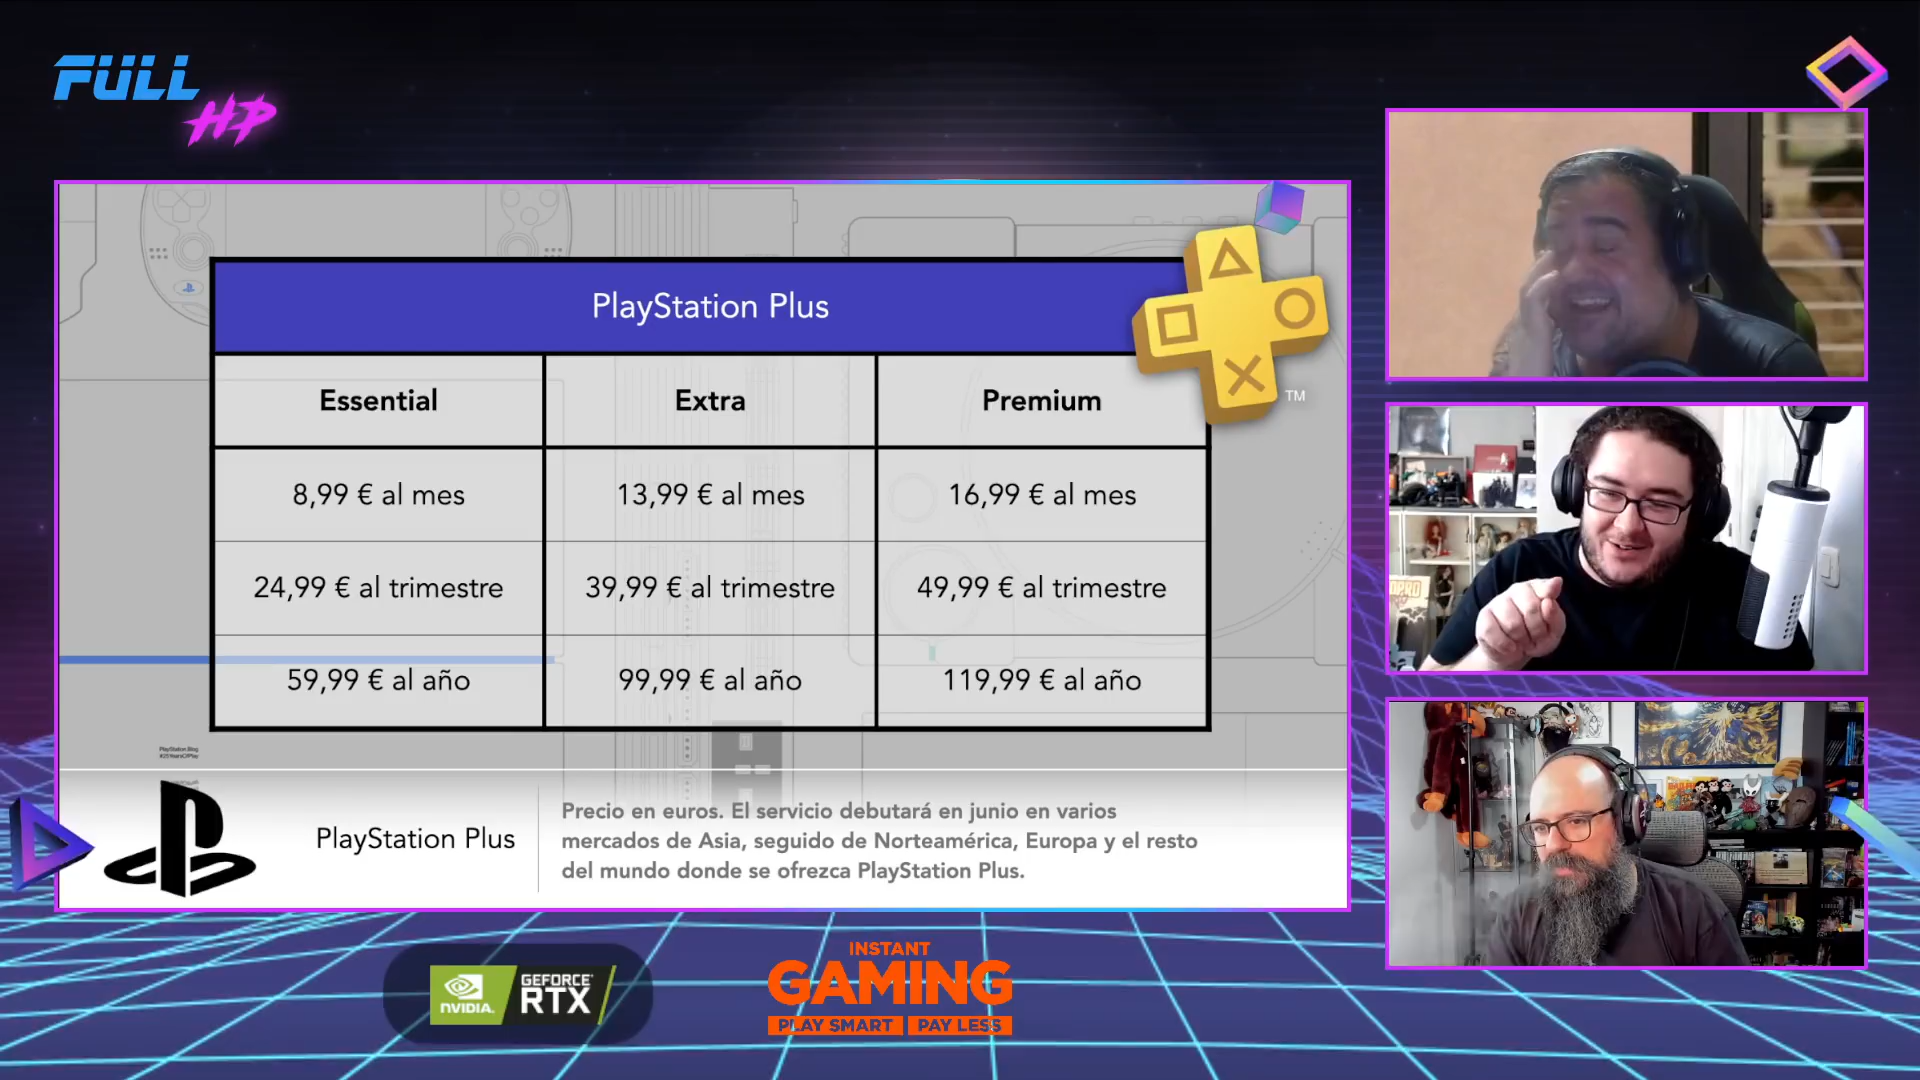 FULL
HP
PlayStation Plus
TM
Essential
Extra
Premium
8,99 € al mes
13,99 € al mes
16,99 € al mes
24,99 € al trimestre
39,99 € al trimestre
49,99 € al trimestre
59,99 € al año
99,99 € al año
119,99 € al año
PlayStation Blog
#25YearsOfPlay
PlayStation Plus
Precio en euros. El servicio debutará en junio en varios
mercados de Asia, seguido de Norteamérica, Europa y el resto
del mundo donde se ofrezca PlayStation Plus.
NVIDIA.
GEFORCE
RTX
INSTANT
GAMING
PLAY SMART PAY LESS